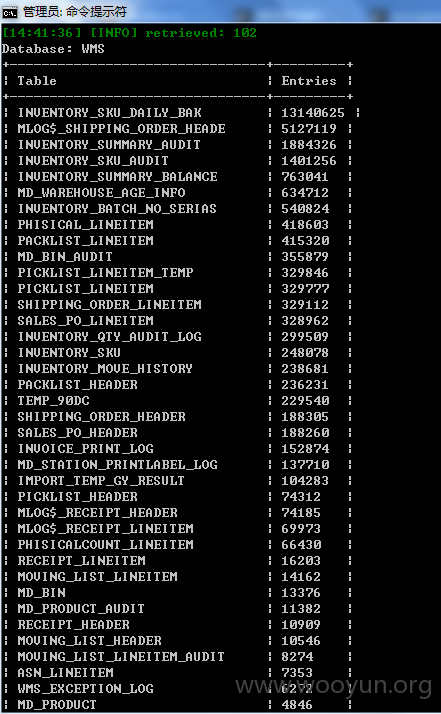 管理员: 命令提示符
[14:41:36] [INFO] retrieved: 102
Database: WMS
+--------------------------------+---------+
| Table | Entries |
+--------------------------------+---------+
| INVENTORY_SKU_DAILY_BAK | 13140625 |
| MLOG$_SHIPPING_ORDER_HEADE | 5127119 |
| INVENTORY_SUMMARY_AUDIT | 1884326 |
| INVENTORY_SKU_AUDIT | 1401256 |
| INVENTORY_SUMMARY_BALANCE | 763041 |
| MD_WAREHOUSE_AGE_INFO | 634712 |
| INVENTORY_BATCH_NO_SERIAS | 540824 |
| PHISICAL_LINEITEM | 418603 |
| PACKLIST_LINEITEM | 415320 |
| MD_BIN_AUDIT | 355879 |
| PICKLIST_LINEITEM_TEMP | 329846 |
| PICKLIST_LINEITEM | 329777 |
| SHIPPING_ORDER_LINEITEM | 329112 |
| SALES_PO_LINEITEM | 328962 |
| INVENTORY_QTY_AUDIT_LOG | 299509 |
| INVENTORY_SKU | 248078 |
| INVENTORY_MOVE_HISTORY | 238681 |
| PACKLIST_HEADER | 236231 |
| TEMP_90DC | 229540 |
| SHIPPING_ORDER_HEADER | 188305 |
| SALES_PO_HEADER | 188260 |
| INVOICE_PRINT_LOG | 152874 |
| MD_STATION_PRINTLABEL_LOG | 137710 |
| IMPORT_TEMP_GY_RESULT | 104283 |
| PICKLIST_HEADER | 74312 |
| MLOG$_RECEIPT_HEADER | 74185 |
| MLOG$_RECEIPT_LINEITEM | 69973 |
| PHISICALCOUNT_LINEITEM | 66430 |
| RECEIPT_LINEITEM | 16203 |
| MOVING_LIST_LINEITEM | 14162 |
| MD_BIN | 13376 |
| MD_PRODUCT_AUDIT | 11382 |
| RECEIPT_HEADER | 10909 |
| MOVING_LIST_HEADER | 10546 |
| MOVING_LIST_LINEITEM_AUDIT | 8274 |
| ASN_LINEITEM | 7353 |
| WMS_EXCEPTION_LOG | 6272 |
| MD_PRODUCT | 4846 |
www.wooyun.org